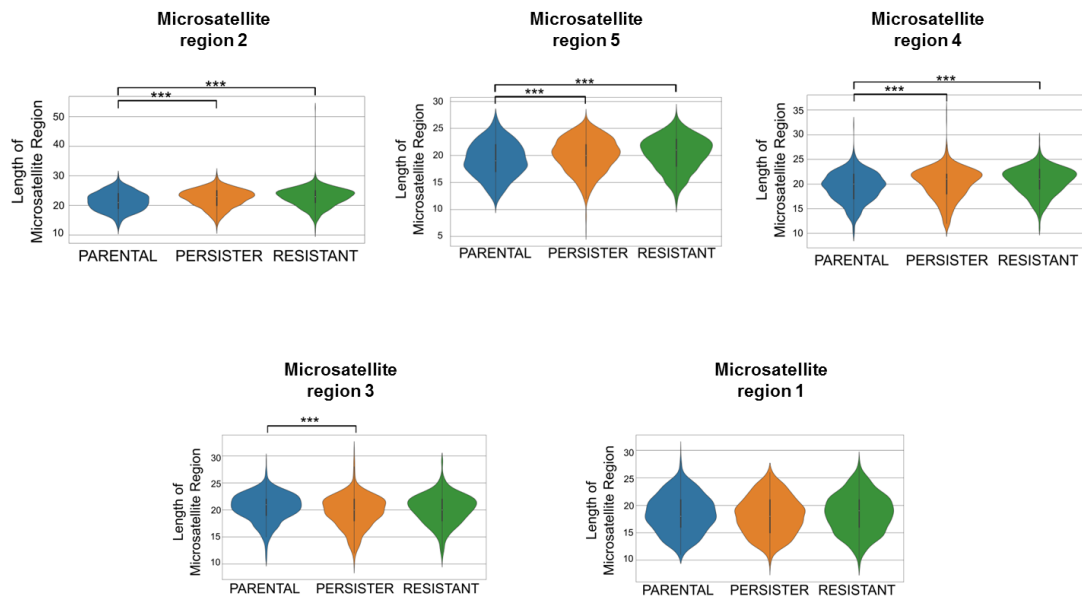 Microsatellite
region 2
Microsatellite
region 5
Microsatellite
region 4
***
***
Length of
Microsatellite Region
50
40
30
20
10
PARENTAL PERSISTER RESISTANT
***
***
Length of
Microsatellite Region
30
25
20
15
10
5
PARENTAL PERSISTER RESISTANT
***
***
Length of
Microsatellite Region
35
30
25
20
15
10
PARENTAL PERSISTER RESISTANT
Microsatellite
region 3
Microsatellite
region 1
***
Length of
Microsatellite Region
30
25
20
15
10
PARENTAL PERSISTER RESISTANT
Length of
Microsatellite Region
30
25
20
15
10
PARENTAL PERSISTER RESISTANT